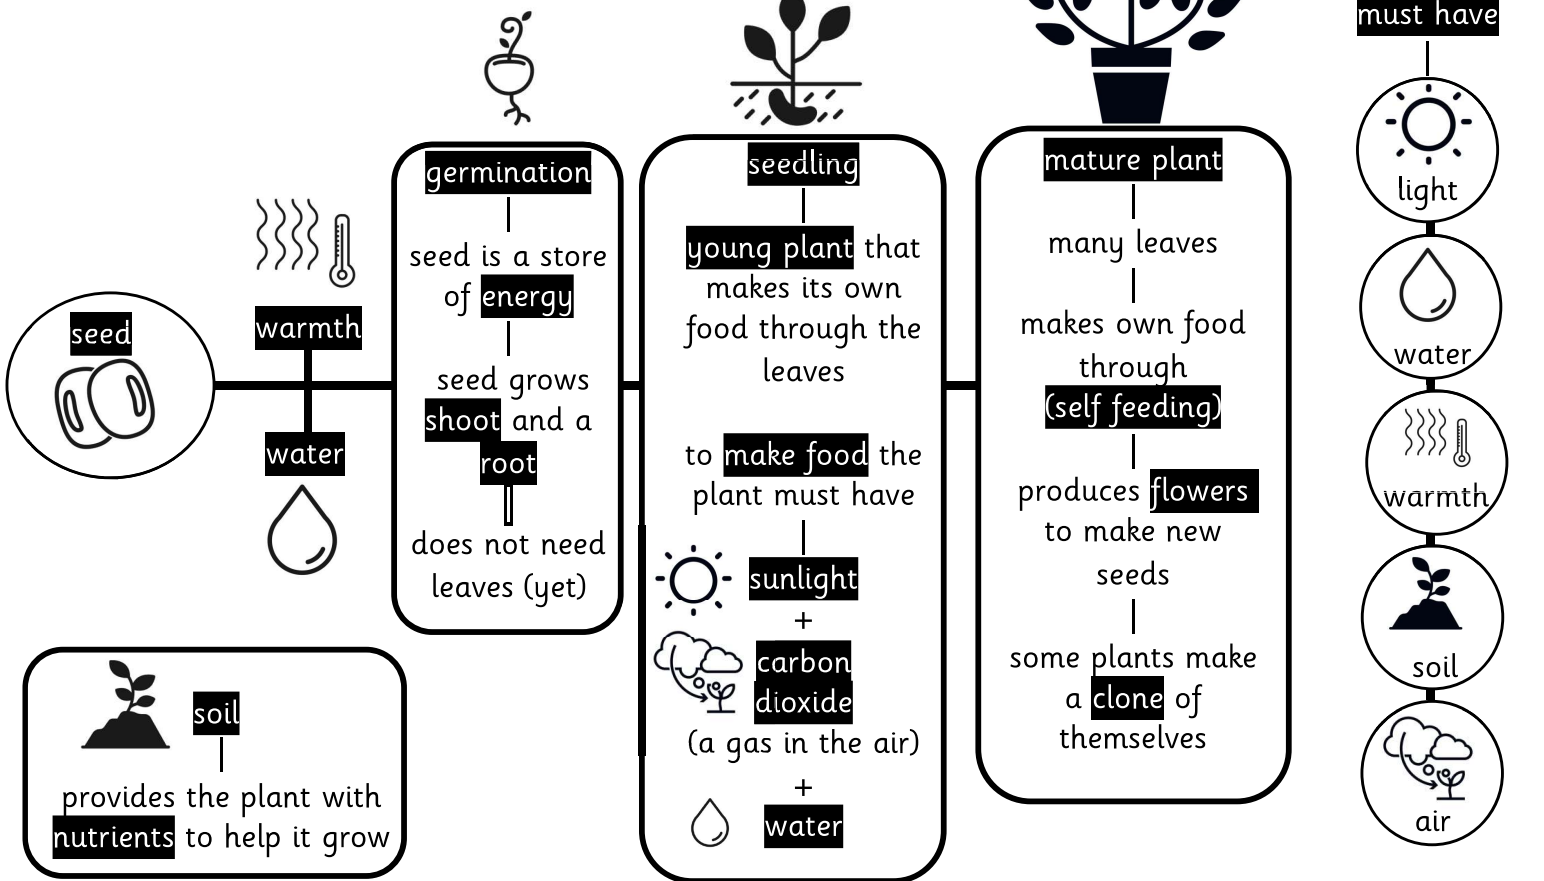 seed
warmth
water
germination
seed is a store
of energy
seed grows
shoot and a
root
does not need
leaves (yet)
soil
provides the plant with
nutrients to help it grow
seedling
young plant that
makes its own
food through the
leaves
to make food the
plant must have
sunlight
+
carbon
dioxide
(a gas in the air)
+
water
mature plant
many leaves
makes own food
through
(self feeding)
produces flowers
to make new
seeds
some plants make
a clone of
themselves
must have
light
water
warmth
soil
air